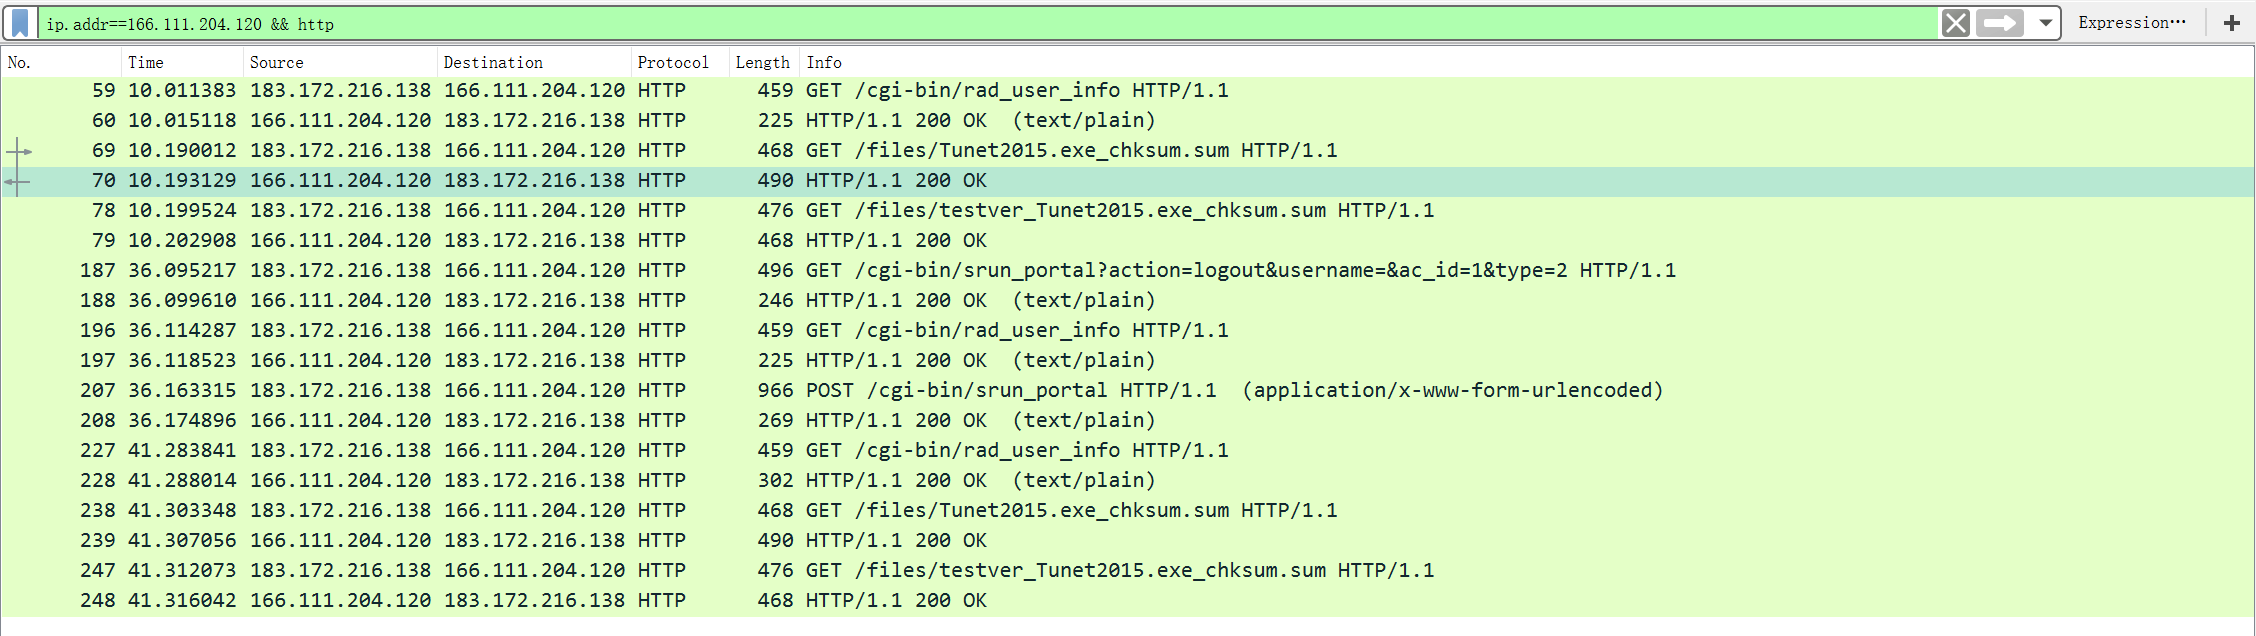 ip.addr==166.111.204.120 && http Expression…
No. Time Source Destination Protocol Length Info
59 10.011383 183.172.216.138 166.111.204.120 HTTP 459 GET /cgi-bin/rad_user_info HTTP/1.1
60 10.015118 166.111.204.120 183.172.216.138 HTTP 225 HTTP/1.1 200 OK (text/plain)
69 10.190012 183.172.216.138 166.111.204.120 HTTP 468 GET /files/Tunet2015.exe_chksum.sum HTTP/1.1
70 10.193129 166.111.204.120 183.172.216.138 HTTP 490 HTTP/1.1 200 OK
78 10.199524 183.172.216.138 166.111.204.120 HTTP 476 GET /files/testver_Tunet2015.exe_chksum.sum HTTP/1.1
79 10.202908 166.111.204.120 183.172.216.138 HTTP 468 HTTP/1.1 200 OK
187 36.095217 183.172.216.138 166.111.204.120 HTTP 496 GET /cgi-bin/srun_portal?action=logout&username=&ac_id=1&type=2 HTTP/1.1
188 36.099610 166.111.204.120 183.172.216.138 HTTP 246 HTTP/1.1 200 OK (text/plain)
196 36.114287 183.172.216.138 166.111.204.120 HTTP 459 GET /cgi-bin/rad_user_info HTTP/1.1
197 36.118523 166.111.204.120 183.172.216.138 HTTP 225 HTTP/1.1 200 OK (text/plain)
207 36.163315 183.172.216.138 166.111.204.120 HTTP 966 POST /cgi-bin/srun_portal HTTP/1.1 (application/x-www-form-urlencoded)
208 36.174896 166.111.204.120 183.172.216.138 HTTP 269 HTTP/1.1 200 OK (text/plain)
227 41.283841 183.172.216.138 166.111.204.120 HTTP 459 GET /cgi-bin/rad_user_info HTTP/1.1
228 41.288014 166.111.204.120 183.172.216.138 HTTP 302 HTTP/1.1 200 OK (text/plain)
238 41.303348 183.172.216.138 166.111.204.120 HTTP 468 GET /files/Tunet2015.exe_chksum.sum HTTP/1.1
239 41.307056 166.111.204.120 183.172.216.138 HTTP 490 HTTP/1.1 200 OK
247 41.312073 183.172.216.138 166.111.204.120 HTTP 476 GET /files/testver_Tunet2015.exe_chksum.sum HTTP/1.1
248 41.316042 166.111.204.120 183.172.216.138 HTTP 468 HTTP/1.1 200 OK